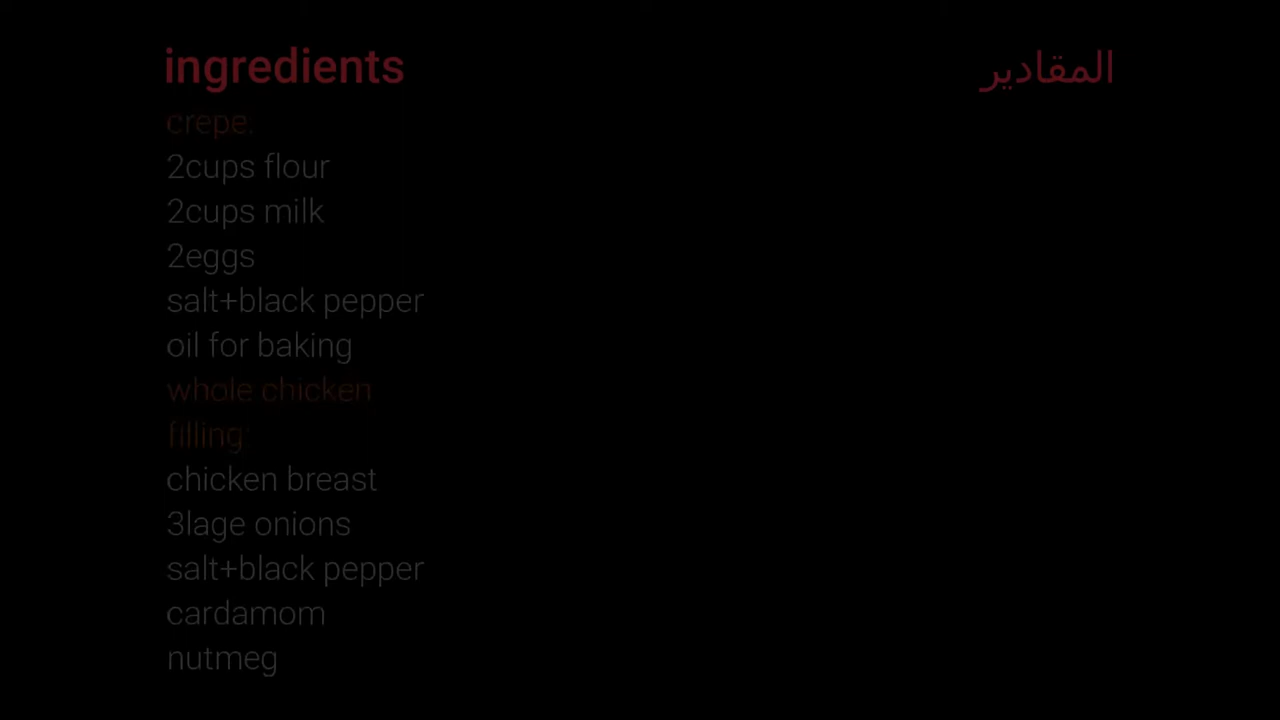 ingredients
المقادير
crepe:
2cups flour
2cups milk
2eggs
salt+black pepper
oil for baking
whole chicken
filling:
chicken breast
3lage onions
salt+black pepper
cardamom
nutmeg